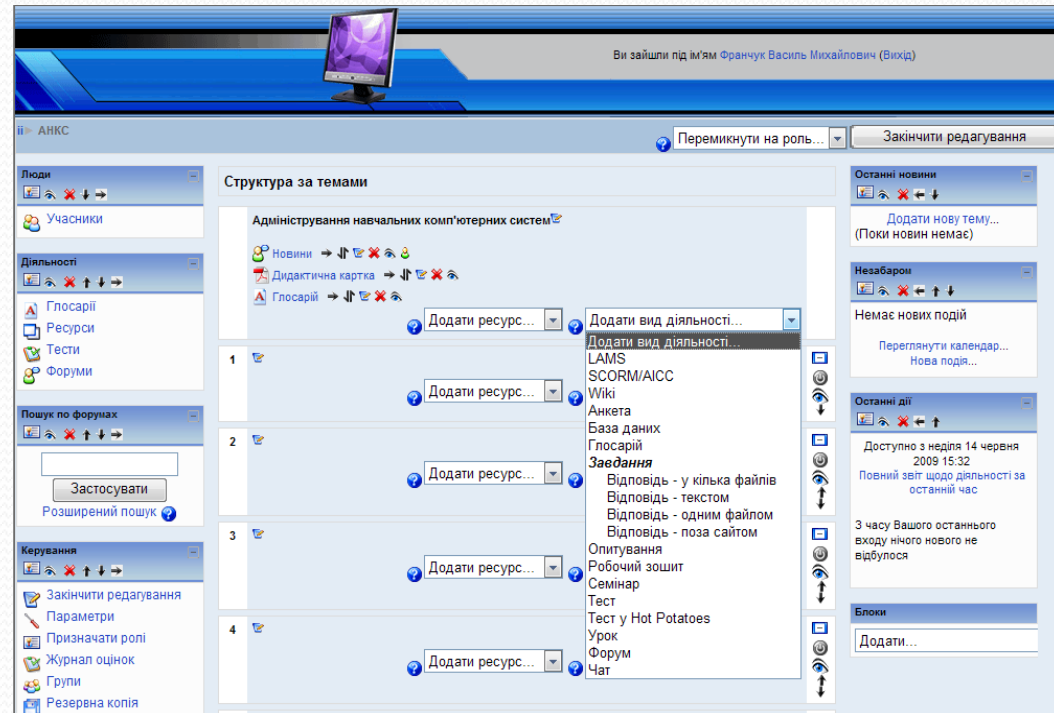 Ви зайшли під ім'ям Франчук Василь Михайлович (Вихід)
ії ► АНКС
Перемикнути на роль...
Закінчити редагування
Люди
Учасники
Діяльності
Глосарії
Ресурси
Тести
Форуми
Пошук по форумах
Застосувати
Розширений пошук
Керування
Закінчити редагування
Параметри
Призначати ролі
Журнал оцінок
Групи
Резервна копія
Структура за темами
Адміністрування навчальних комп'ютерних систем
Новини
Дидактична картка
Глосарій
Додати ресурс...
Додати вид діяльності...
Додати вид діяльності...
LAMS
SCORM/AICC
Wiki
Анкета
База даних
Глосарій
Завдання
Відповідь - у кілька файлів
Відповідь - текстом
Відповідь - одним файлом
Відповідь - поза сайтом
Опитування
Робочий зошит
Семінар
Тест
Тест у Hot Potatoes
Урок
Форум
Чат
1
Додати ресурс...
2
Додати ресурс...
3
Додати ресурс...
4
Додати ресурс...
Останні новини
Додати нову тему...
(Поки новин немає)
Незабаром
Немає нових подій
Переглянути календар...
Нова подія...
Останні дії
Доступно з неділя 14 червня
2009 15:32
Повний звіт щодо діяльності за
останній час
З часу Вашого останнього
входу нічого нового не
відбулося
Блоки
Додати...